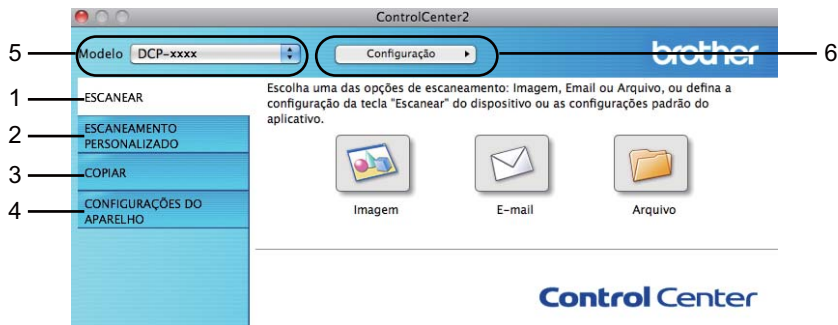 ControlCenter2
5
Modelo DCP-xxxx
Configuração
6
brother
1
ESCANEAR
2
ESCANEAMENTO
PERSONALIZADO
3
COPIAR
4
CONFIGURAÇÕES DO
APARELHO
Escolha uma das opções de escaneamento: Imagem, Email ou Arquivo, ou defina a
configuração da tecla "Escanear" do dispositivo ou as configurações padrão do
aplicativo.
Imagem
E-mail
Arquivo
Control Center